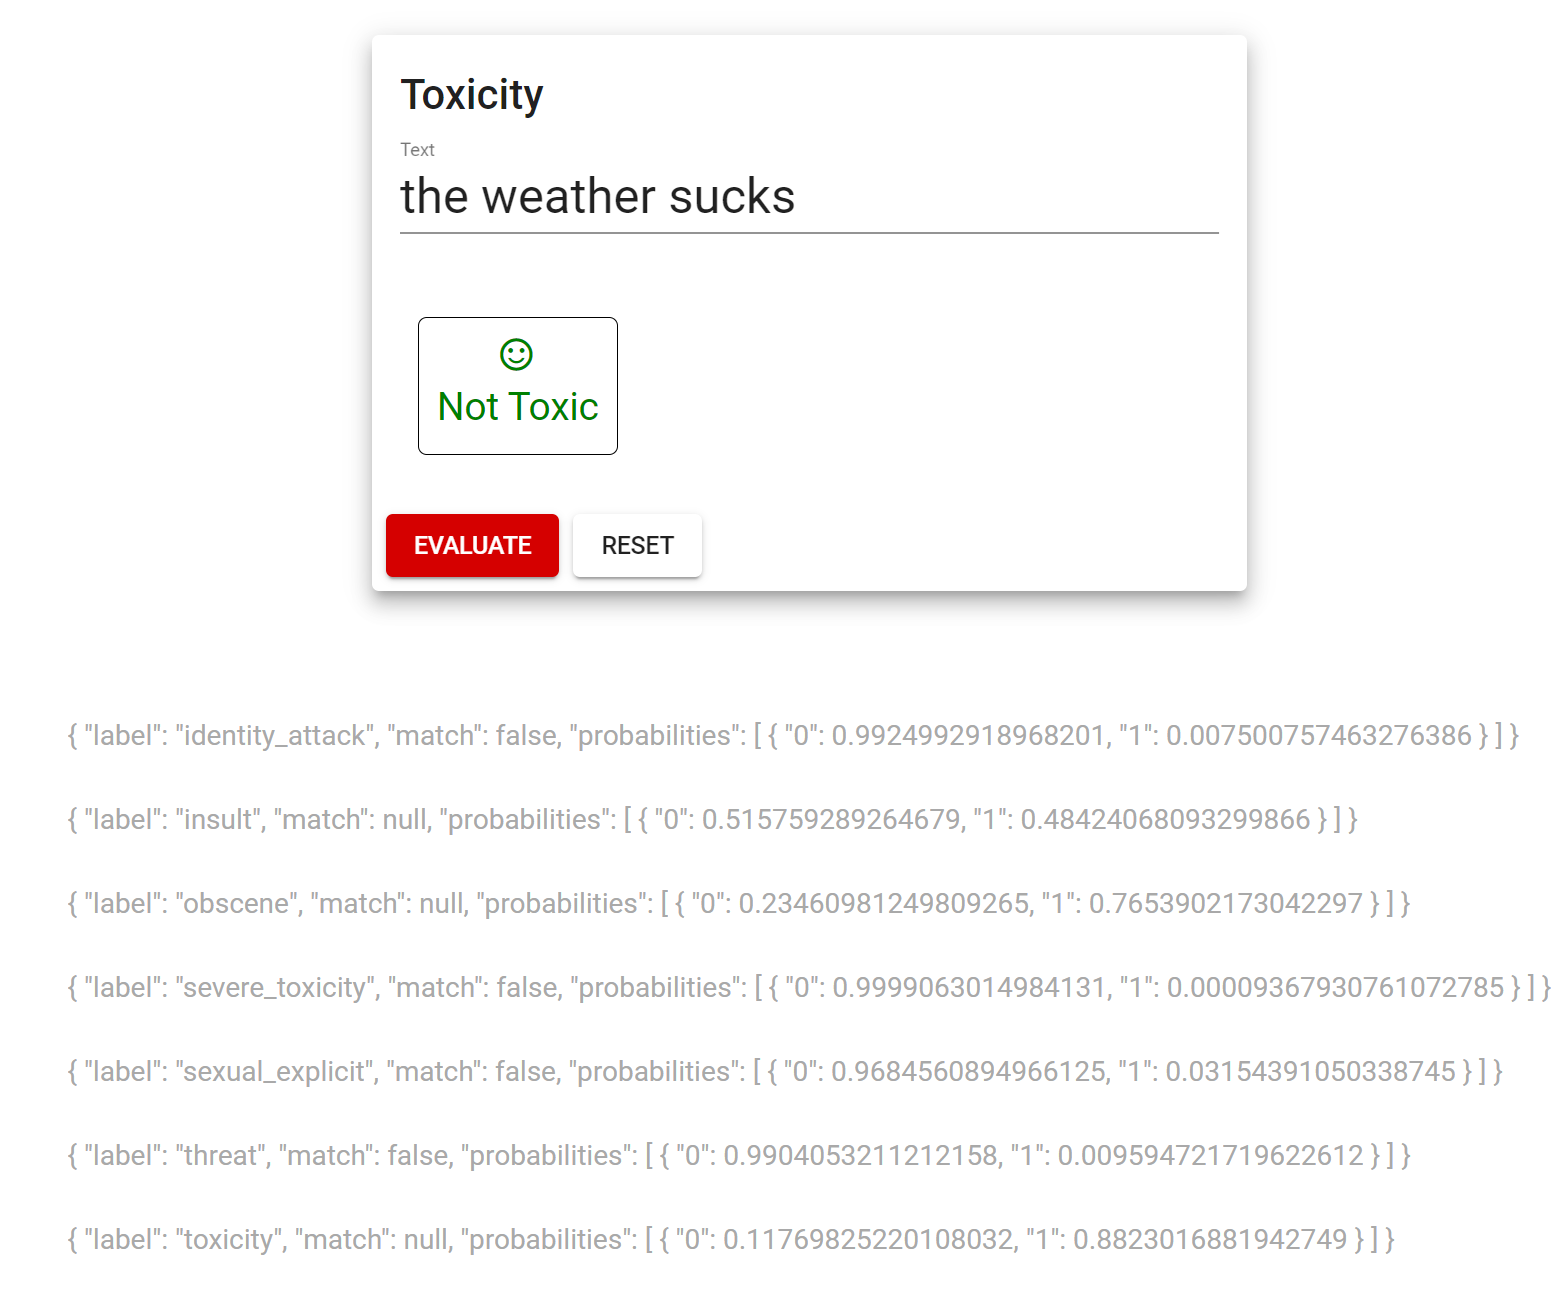 Toxicity
Text
the weather sucks
Not Toxic
EVALUATE RESET
{ "label": "identity_attack", "match": false, "probabilities": [ { "0": 0.9924992918968201, "1": 0.007500757463276386 } ] }
{ "label": "insult", "match": null, "probabilities": [ { "0": 0.515759289264679, "1": 0.48424068093299866 } ] }
{ "label": "obscene", "match": null, "probabilities": [ { "0": 0.23460981249809265, "1": 0.7653902173042297 } ] }
{ "label": "severe_toxicity", "match": false, "probabilities": [ { "0": 0.9999063014984131, "1": 0.00009367930761072785 } ] }
{ "label": "sexual_explicit", "match": false, "probabilities": [ { "0": 0.9684560894966125, "1": 0.03154391050338745 } ] }
{ "label": "threat", "match": false, "probabilities": [ { "0": 0.9904053211212158, "1": 0.009594721719622612 } ] }
{ "label": "toxicity", "match": null, "probabilities": [ { "0": 0.11769825220108032, "1": 0.8823016881942749 } ] }